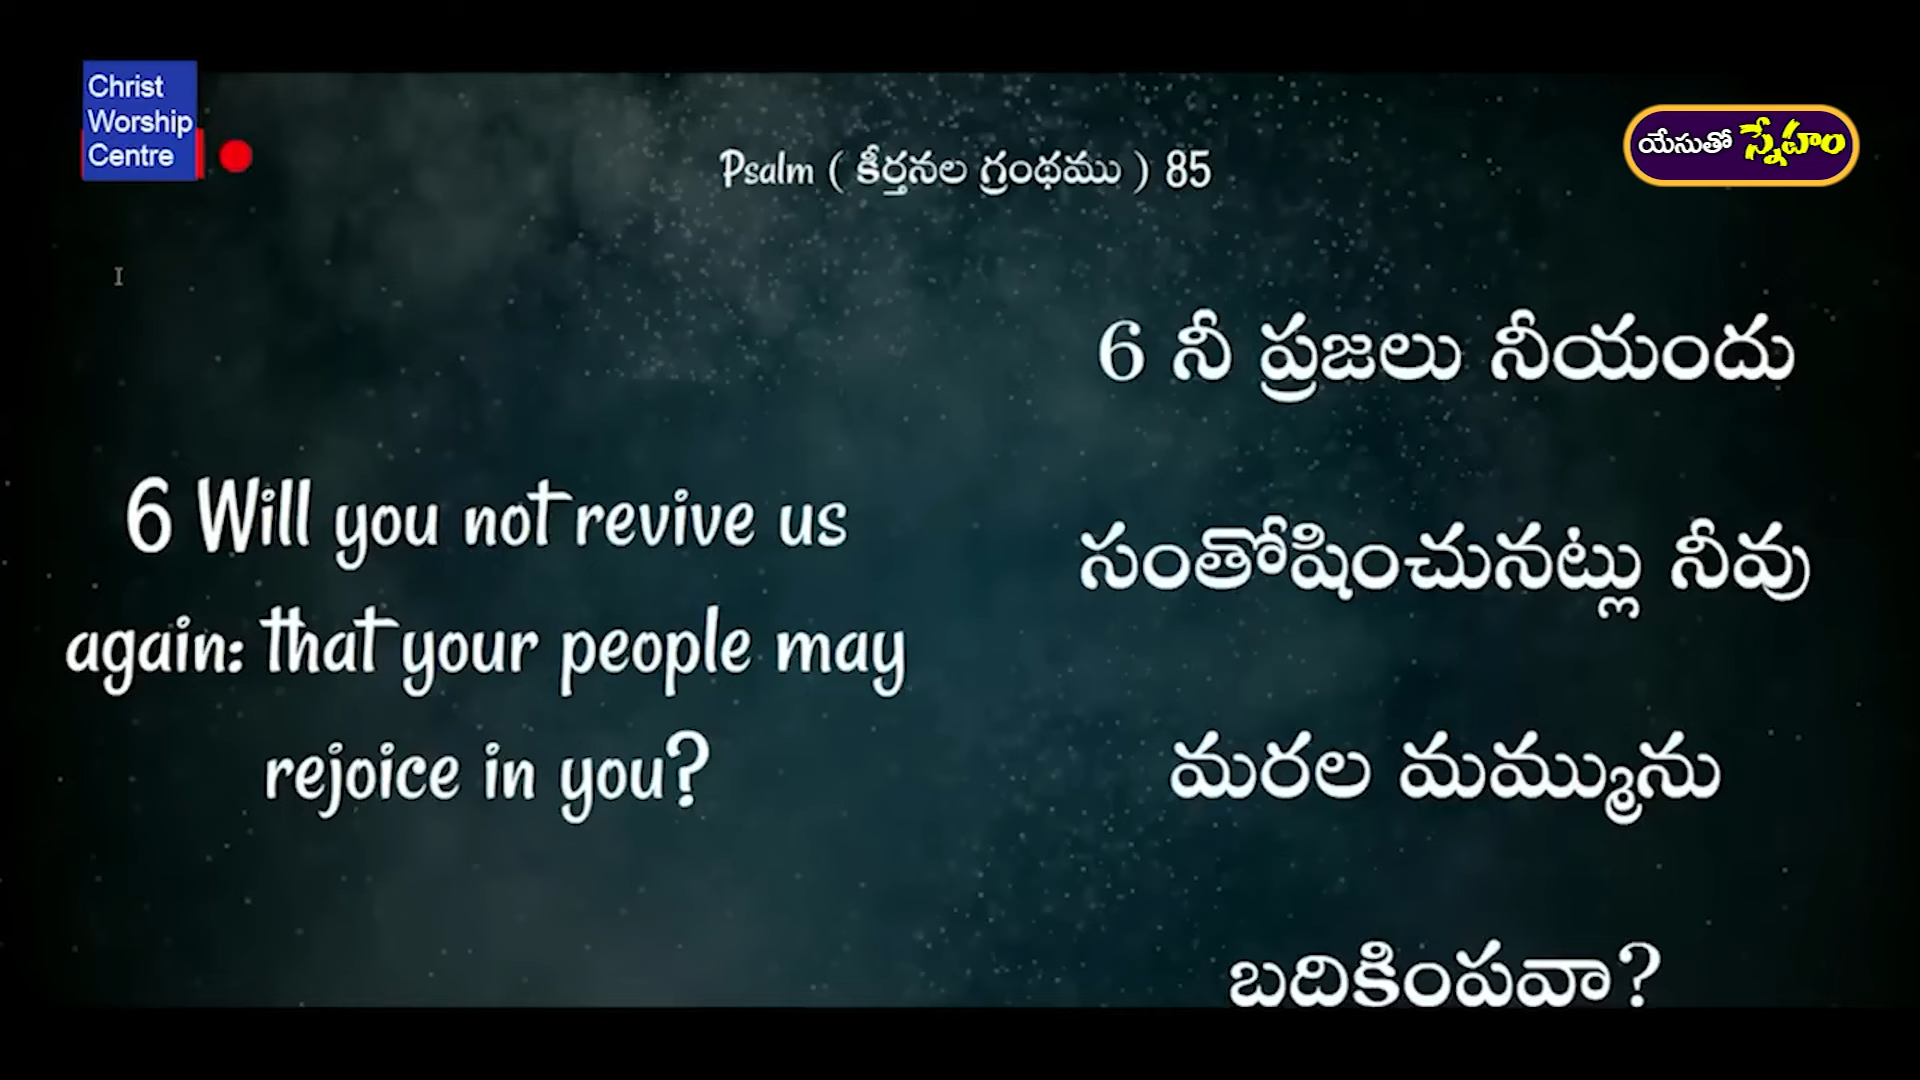 Christ
Worship
Centre
Psalm ( కీర్తనల గ్రంథము ) 85
యేసుతో స్నేహం
6 Will you not revive us
again: that your people may
rejoice in you?
6 నీ ప్రజలు నీయందు
సంతోషించునట్లు నీవు
మరల మమ్మును
బదికింపవా?